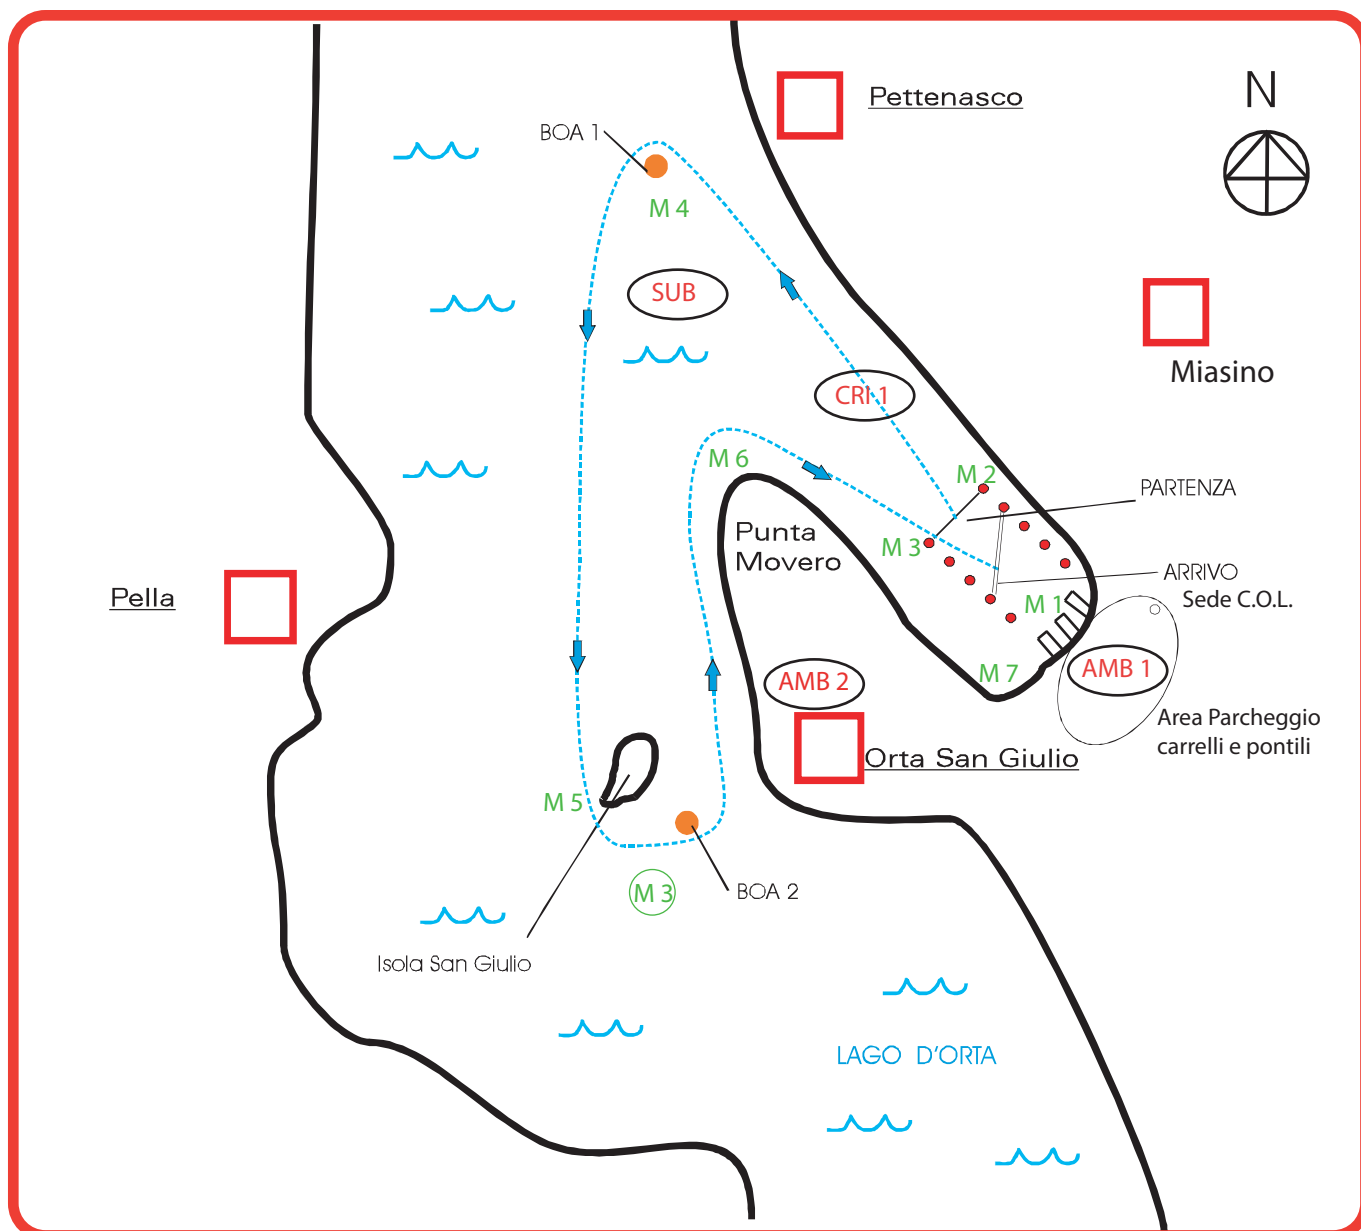 N
Pettenasco
BOA 1
M 4
SUB
Miasino
CRI 1
M 6
M 2
PARTENZA
Punta
Movero
M 3
ARRIVO
Sede C.O.L.
M 1
Pella
M 7
AMB 2
AMB 1
Area Parcheggio
carrelli e pontili
Orta San Giulio
M 5
M 3
BOA 2
Isola San Giulio
LAGO D'ORTA